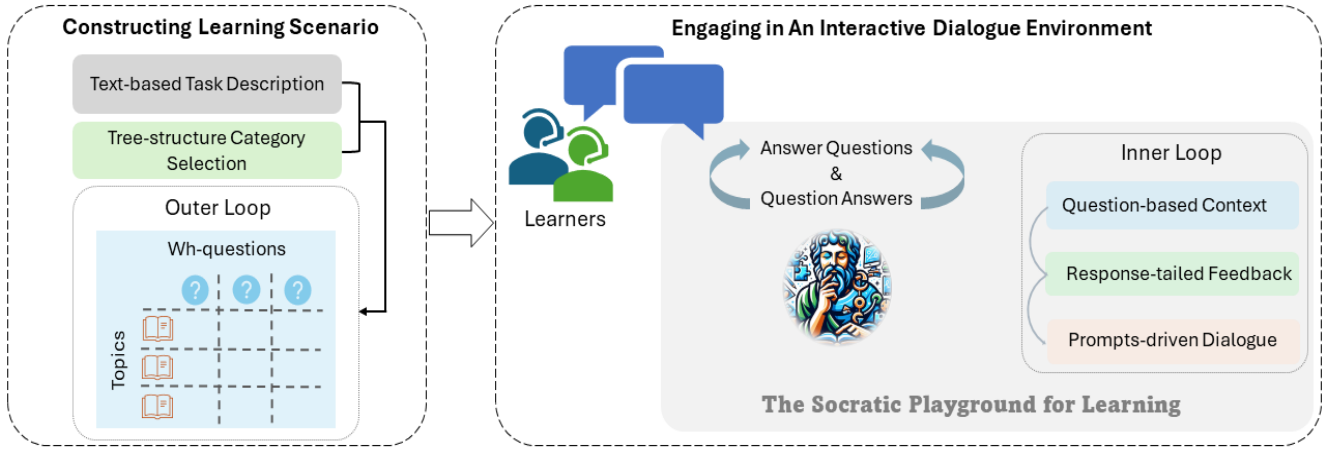 Constructing Learning Scenario
Text-based Task Description
Tree-structure Category
Selection
Outer Loop
Wh-questions
? ? ?
Topics
Engaging in An Interactive Dialogue Environment
Learners
Answer Questions
&
Question Answers
Inner Loop
Question-based Context
Response-tailed Feedback
Prompts-driven Dialogue
The Socratic Playground for Learning